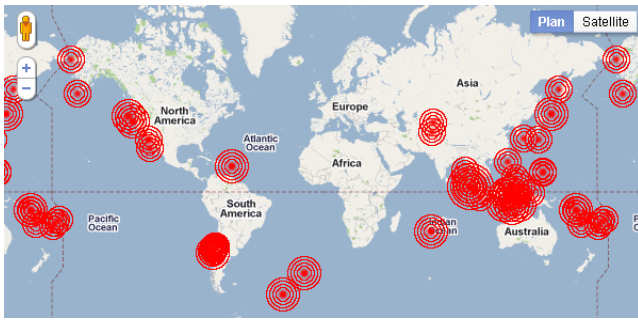 Plan
Satellite
+
−
Asia
North
America
Europe
Atlantic
Ocean
Africa
South
America
Pacific
Ocean
Indian
Ocean
Australia
P
O